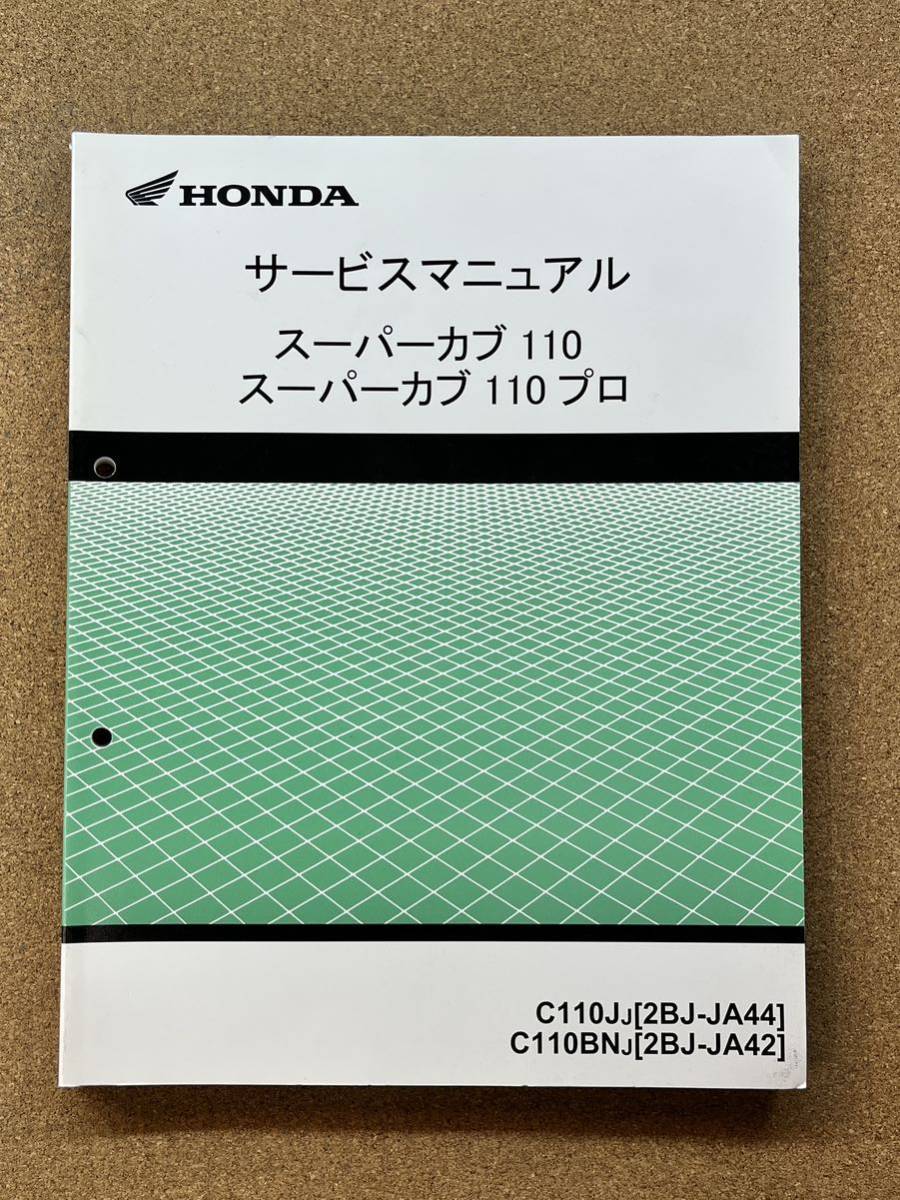 HONDA
サービスマニュアル
スーパーカブ 110
スーパーカブ 110 プロ
C110JJ[2BJ-JA44]
C110BNJ[2BJ-JA42]